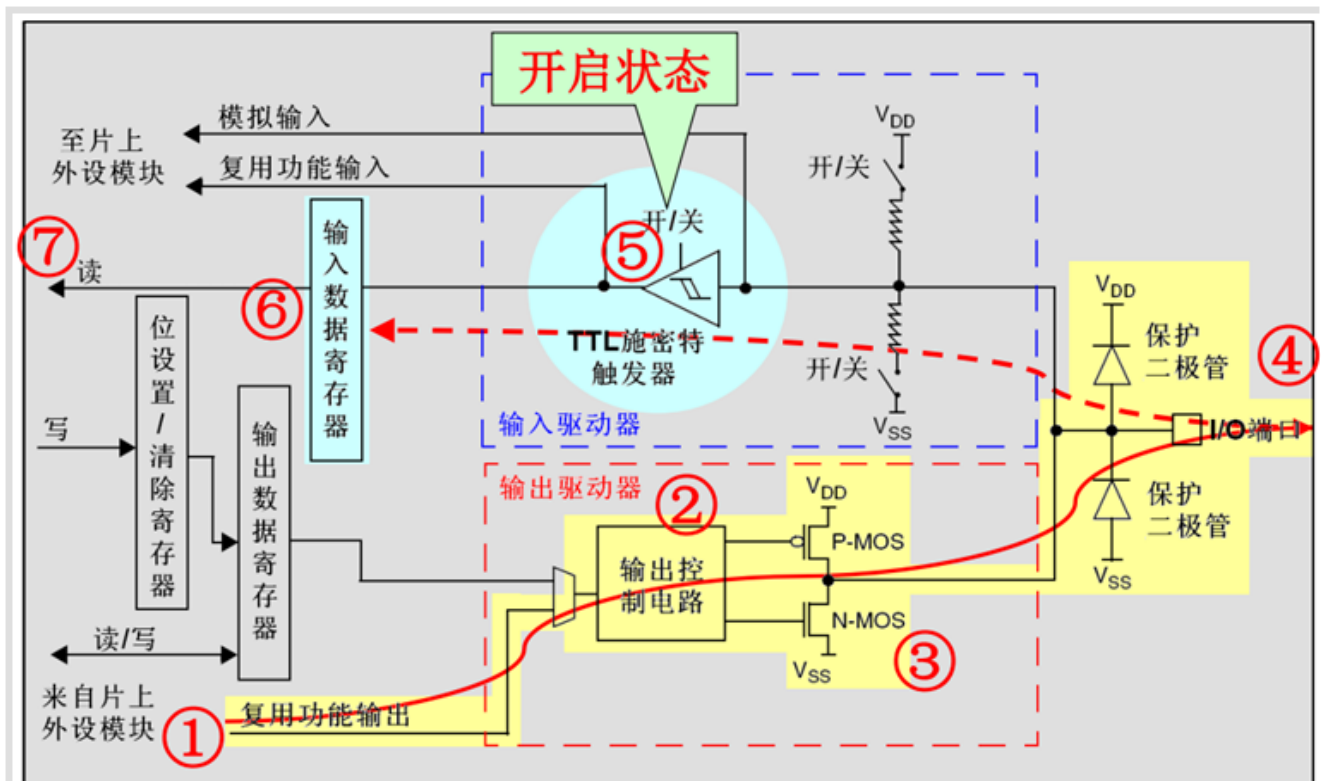 开启状态
模拟输入
至片上
外设模块
复用功能输入
开/关
VDD
开/关
⑤
⑦
读
⑥
输入数据寄存器
TTL施密特
触发器
开/关
VSS
输入驱动器
VDD
保护
二极管
④
I/O端口
保护
二极管
VSS
位设置/清除寄存器
写
输出数据寄存器
读/写
输出驱动器
②
VDD
P-MOS
输出控
制电路
N-MOS
VSS
③
来自片上
外设模块
①
复用功能输出